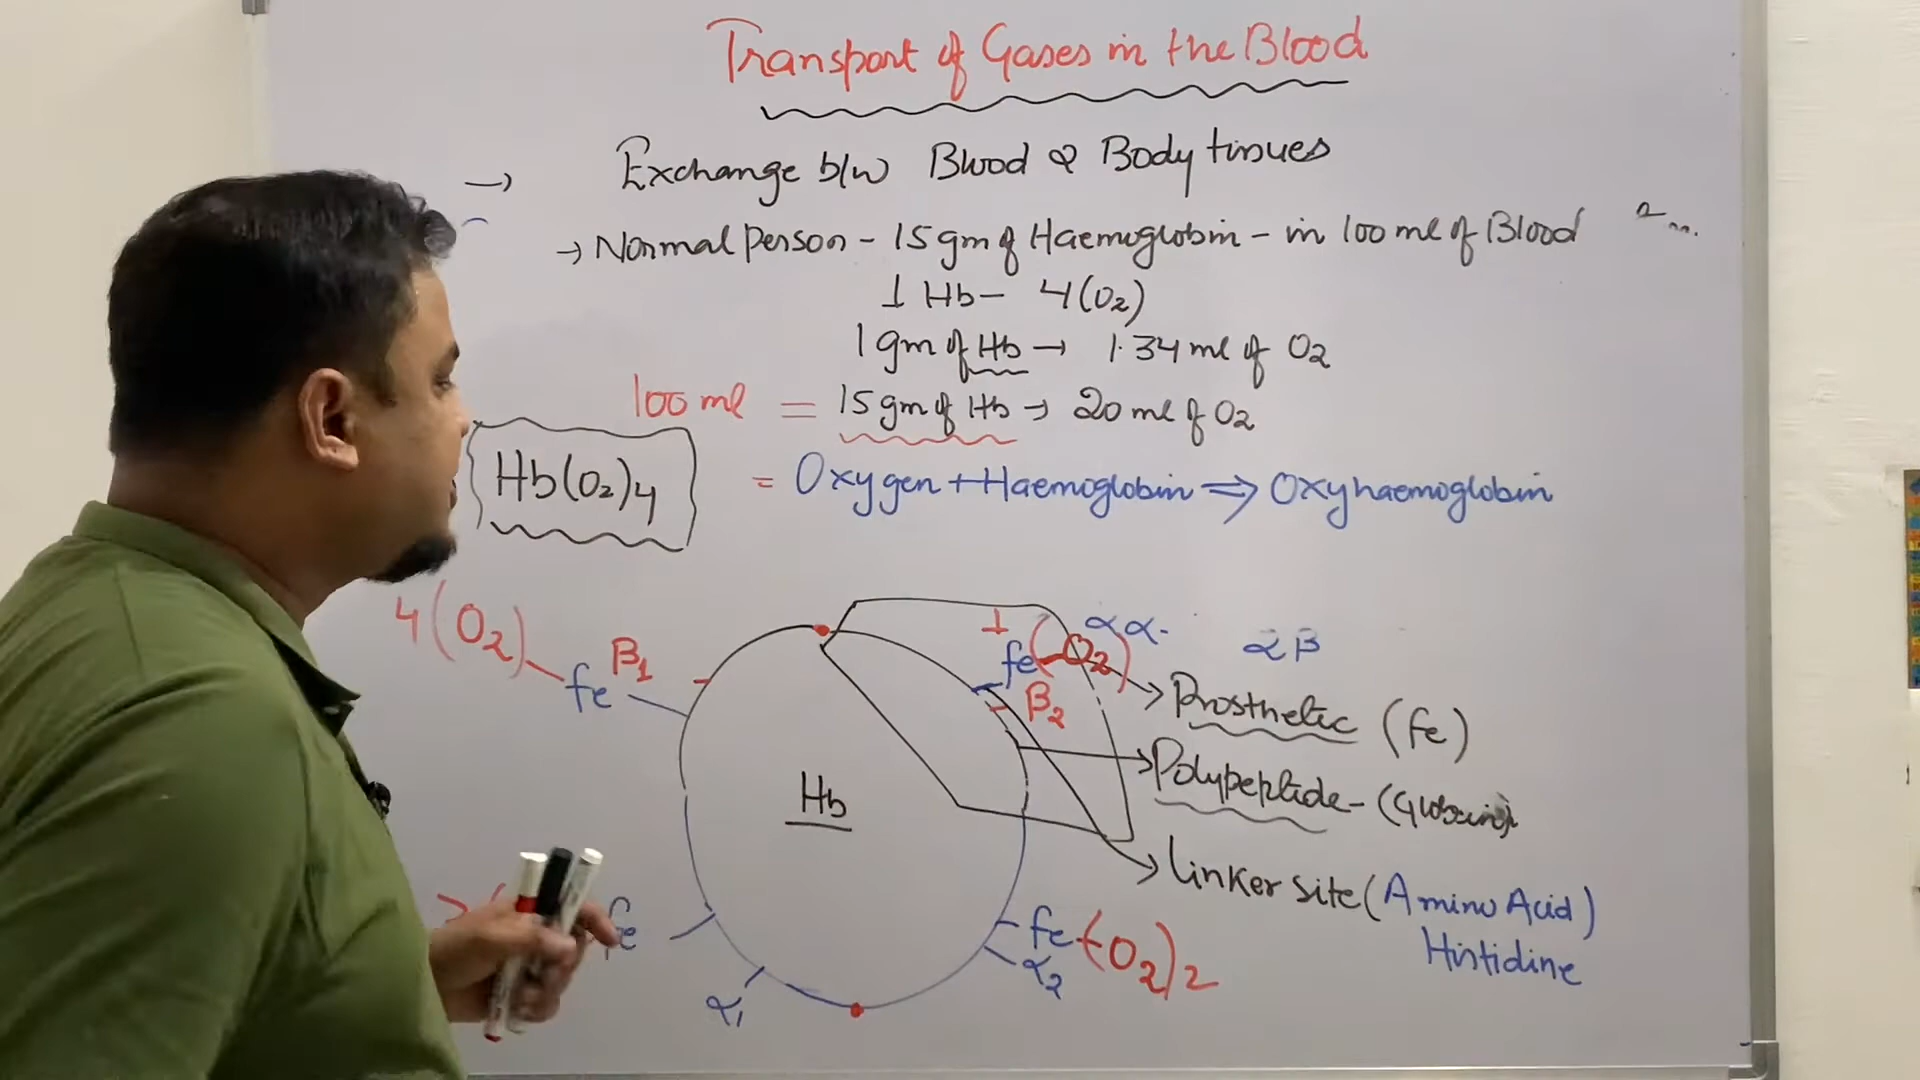 Transport of Gases in the Blood
→ Exchange b/w Blood & Body tissues
→ Normal Person - 15 gm of Haemoglobin - in 100 ml of Blood
1 Hb - 4(O2)
1 gm of Hb → 1.34 ml of O2
100 ml = 15 gm of Hb → 20 ml of O2
Hb(O2)4
= Oxygen + Haemoglobin ⇒ Oxyhaemoglobin
4(O2) - fe β1
1 fe (O2) αα-
αβ
β2
→ Prosthetic (fe)
→ Polypeptide -
Hb
→ Linker site (Amino Acid)
Histidine
fe
fe-(O2)2
α2
α1